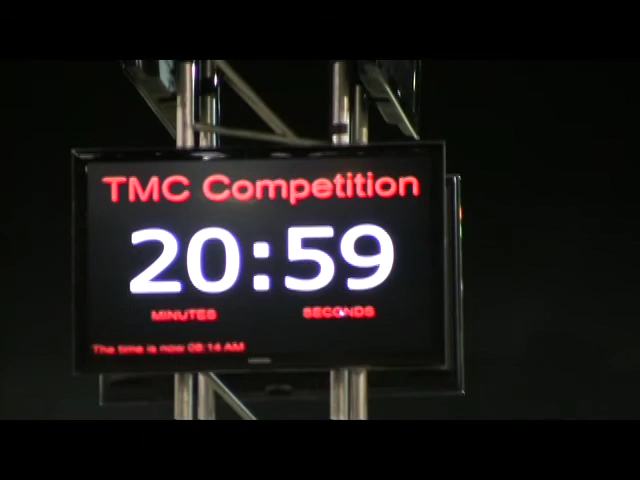 TMC Competition
20:59
MINUTES SECONDS
The time is now 08:14 AM